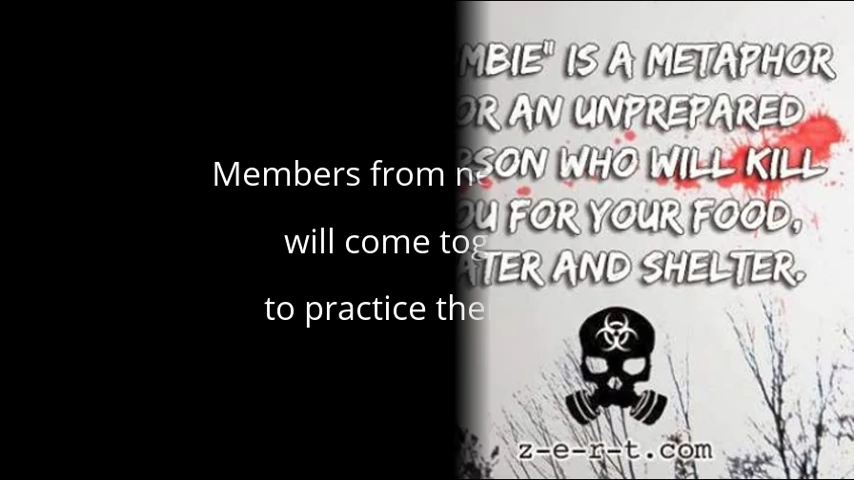 Members from
will come
to practice
IS A METAPHOR
AN UNPREPARED
WHO WILL KILL
FOR YOUR FOOD,
AND SHELTER.
z-e-r-t.com